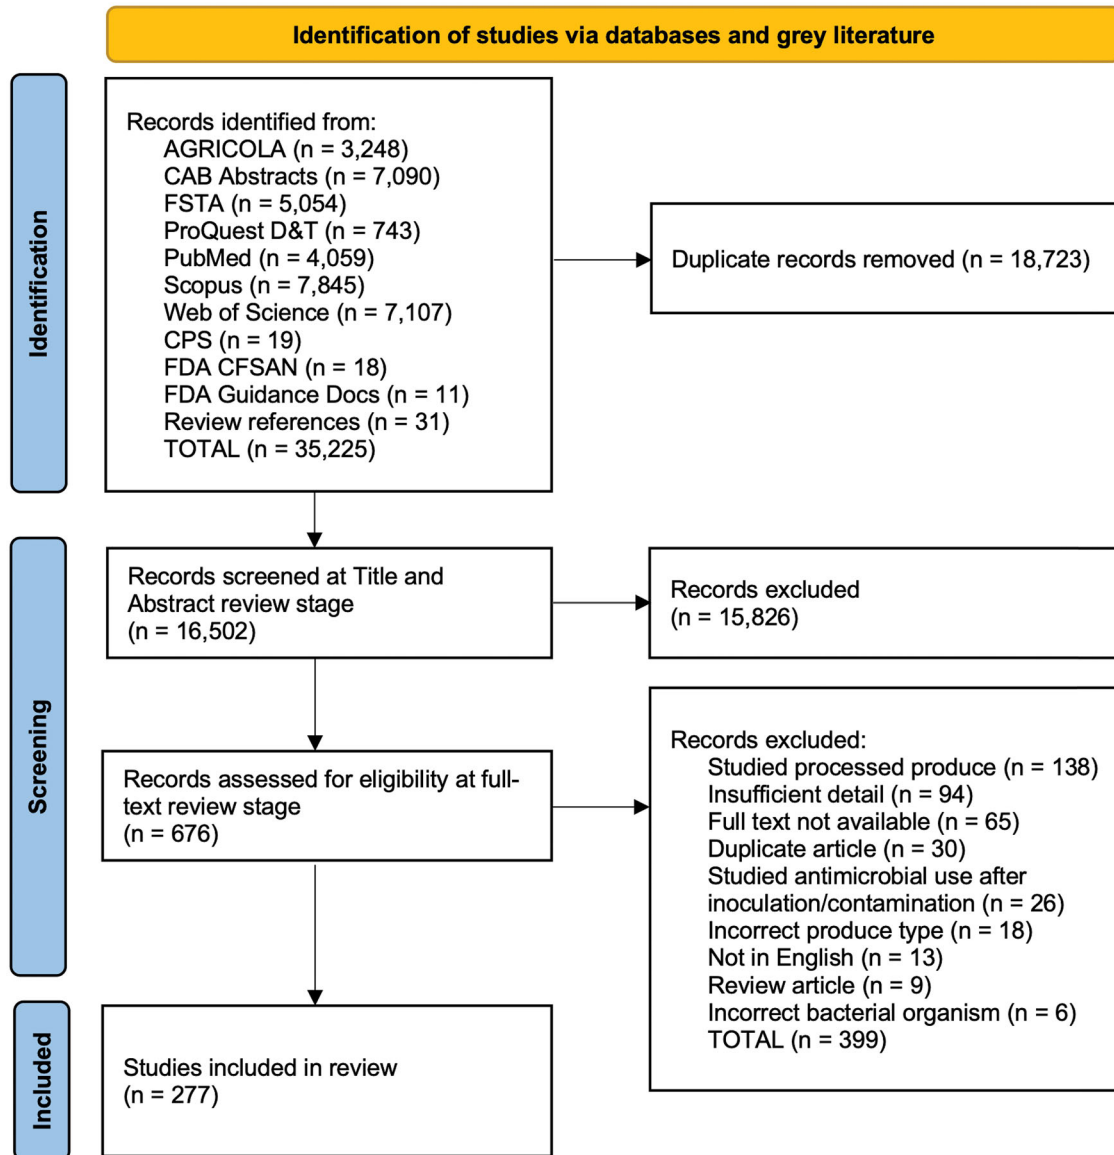 Identification of studies via databases and grey literature
Identification
Records identified from:
AGRICOLA (n = 3,248)
CAB Abstracts (n = 7,090)
FSTA (n = 5,054)
ProQuest D&T (n = 743)
PubMed (n = 4,059)
Scopus (n = 7,845)
Web of Science (n = 7,107)
CPS (n = 19)
FDA CFSAN (n = 18)
FDA Guidance Docs (n = 11)
Review references (n = 31)
TOTAL (n = 35,225)
Duplicate records removed (n = 18,723)
Screening
Records screened at Title and
Abstract review stage
(n = 16,502)
Records excluded
(n = 15,826)
Records assessed for eligibility at full-
text review stage
(n = 676)
Records excluded:
Studied processed produce (n = 138)
Insufficient detail (n = 94)
Full text not available (n = 65)
Duplicate article (n = 30)
Studied antimicrobial use after
inoculation/contamination (n = 26)
Incorrect produce type (n = 18)
Not in English (n = 13)
Review article (n = 9)
Incorrect bacterial organism (n = 6)
TOTAL (n = 399)
Included
Studies included in review
(n = 277)